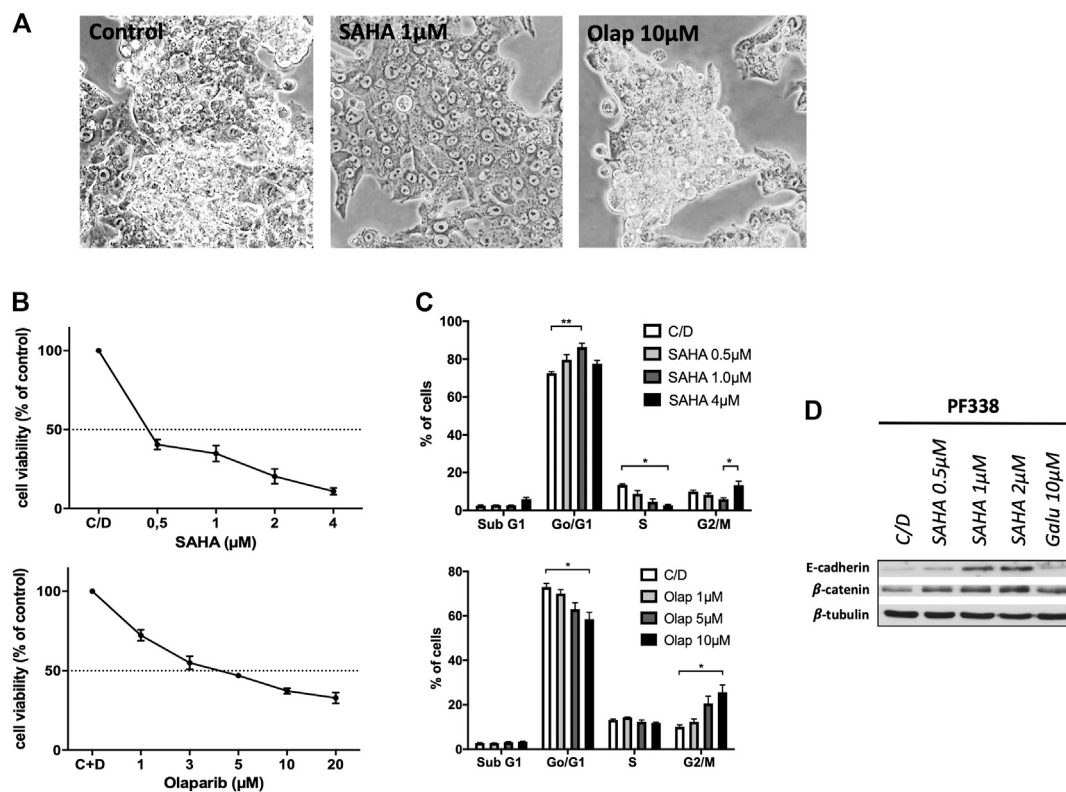 A
Control
SAHA 1µM
Olap 10µM
B
cell viability (% of control)
100
50
0
C/D
0,5
1
2
4
SAHA (µM)
cell viability (% of control)
100
50
0
C+D
1
3
5
10
20
Olaparib (µM)
C
% of cells
100
80
60
40
20
0
**
*
*
C/D
SAHA 0.5µM
SAHA 1.0µM
SAHA 4µM
Sub G1
Go/G1
S
G2/M
% of cells
80
60
40
20
0
*
*
C/D
Olap 1µM
Olap 5µM
Olap 10µM
Sub G1
Go/G1
S
G2/M
D
PF338
C/D
SAHA 0.5µM
SAHA 1µM
SAHA 2µM
Galu 10µM
E-cadherin
β-catenin
β-tubulin